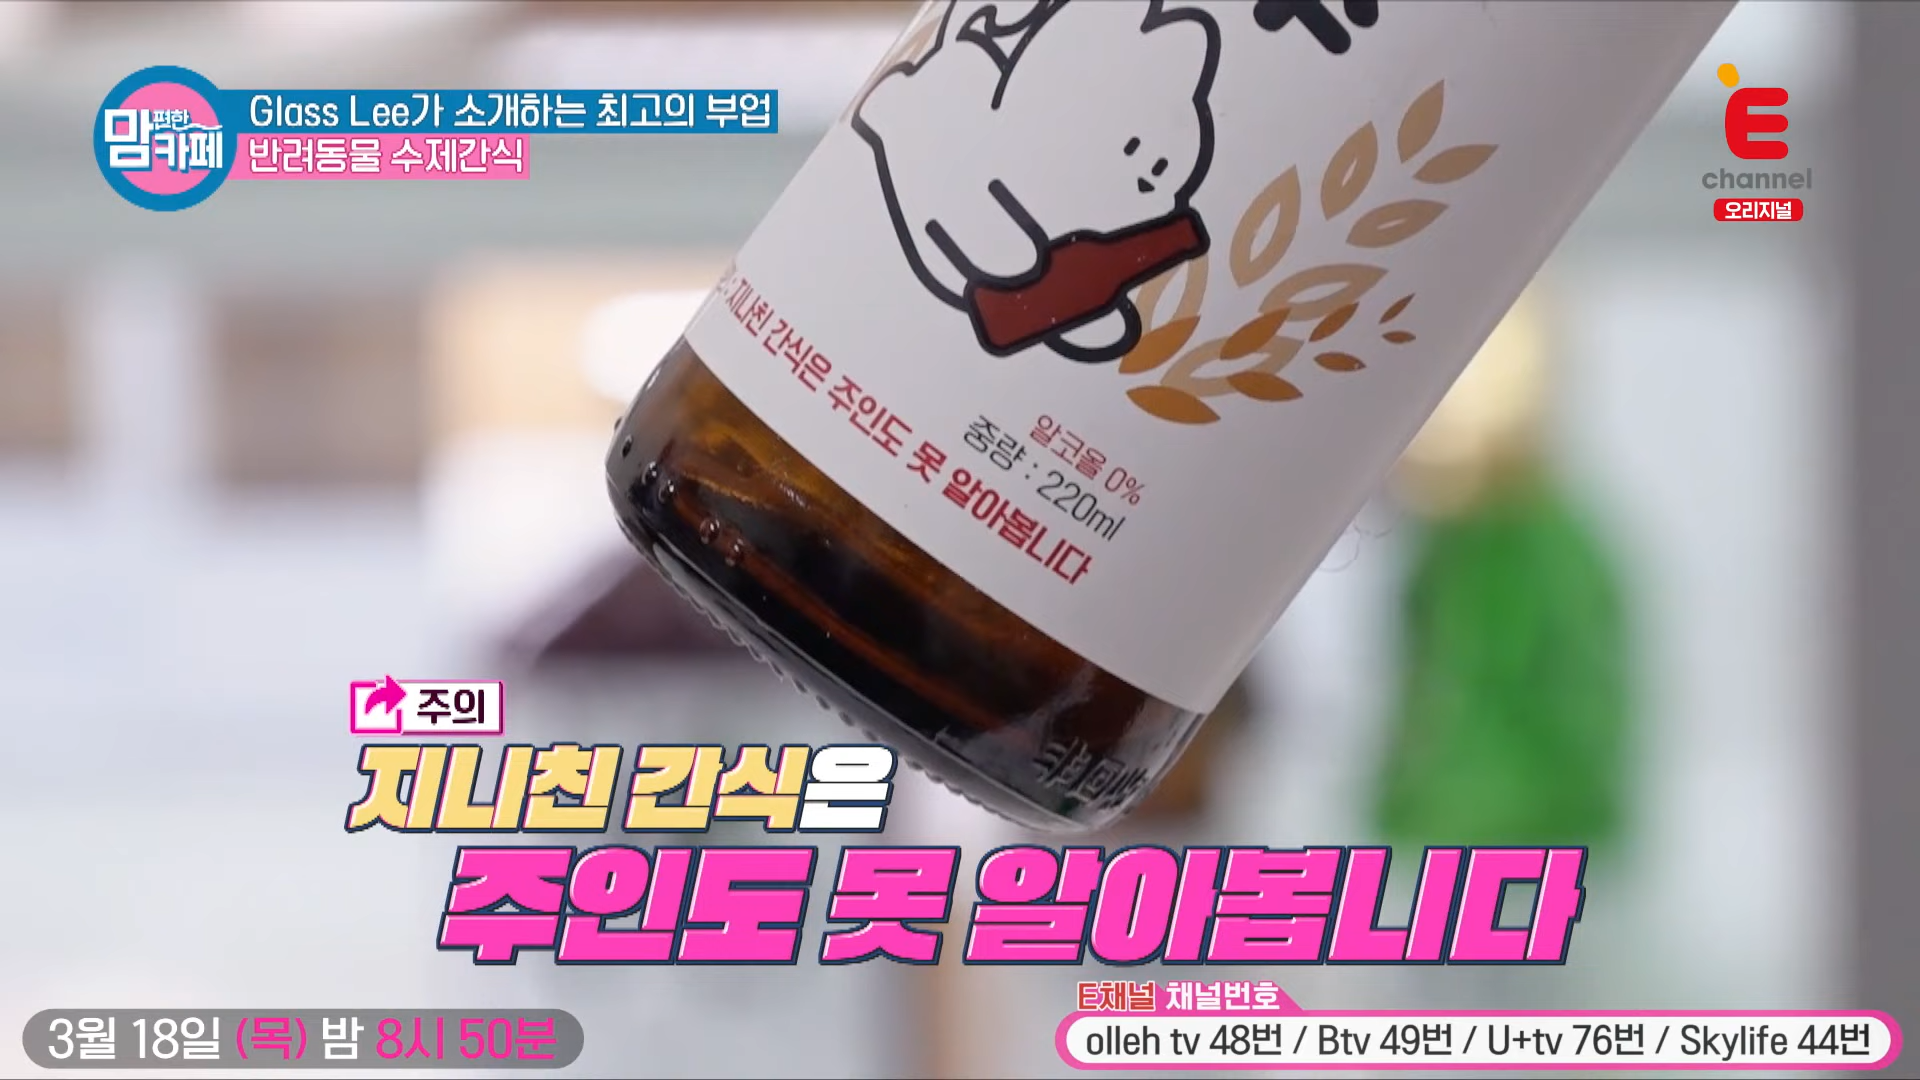 맘편한카페
Glass Lee가 소개하는 최고의 부업
반려동물 수제간식
E
channel
오리지널
지나친 간식은 주인도 못 알아봅니다
알코올 0%
중량 : 220ml
주의
지나친 간식은
주인도 못 알아봅니다
E채널 채널번호
3월 18일 (목) 밤 8시 50분
olleh tv 48번 / Btv 49번 / U+tv 76번 / Skylife 44번